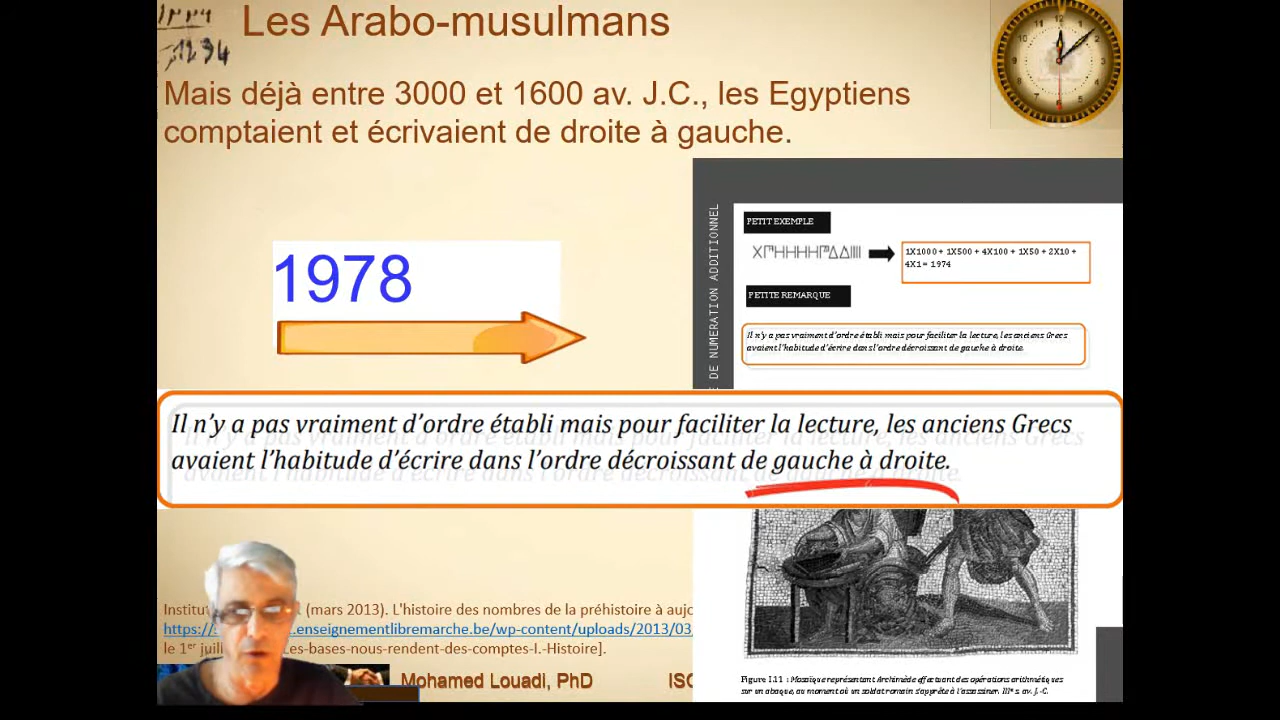 Les Arabo-musulmans
Mais déjà entre 3000 et 1600 av. J.C., les Egyptiens
comptaient et écrivaient de droite à gauche.
1978
DE NUMERATION ADDITIONNEL
PETIT EXEMPLE
1X1000 + 1X500 + 4X100 + 1X50 + 2X10 +
4X1 = 1974
PETITE REMARQUE
Il n'y a pas vraiment d'ordre établi mais pour faciliter la lecture, les anciens Grecs
avaient l'habitude d'écrire dans l'ordre décroissant de gauche à droite.
Il n'y a pas vraiment d'ordre établi mais pour faciliter la lecture, les anciens Grecs
avaient l'habitude d'écrire dans l'ordre décroissant de gauche à droite.
(mars 2013). L'histoire des nombres de la préhistoire à
.enseignementlibremarche.be/wp-content/uploads/2013/03
le 1er es-bases-nous-rendent-des-comptes-I.-Histoire].
Mohamed Louadi, PhD
Figure I.11 : Mosaïque représentant Archimède effectuant des opérations arithmétiques
sur un abaque, au moment où un soldat romain s'apprête à l'assassiner. IIIe s. av. J.-C.